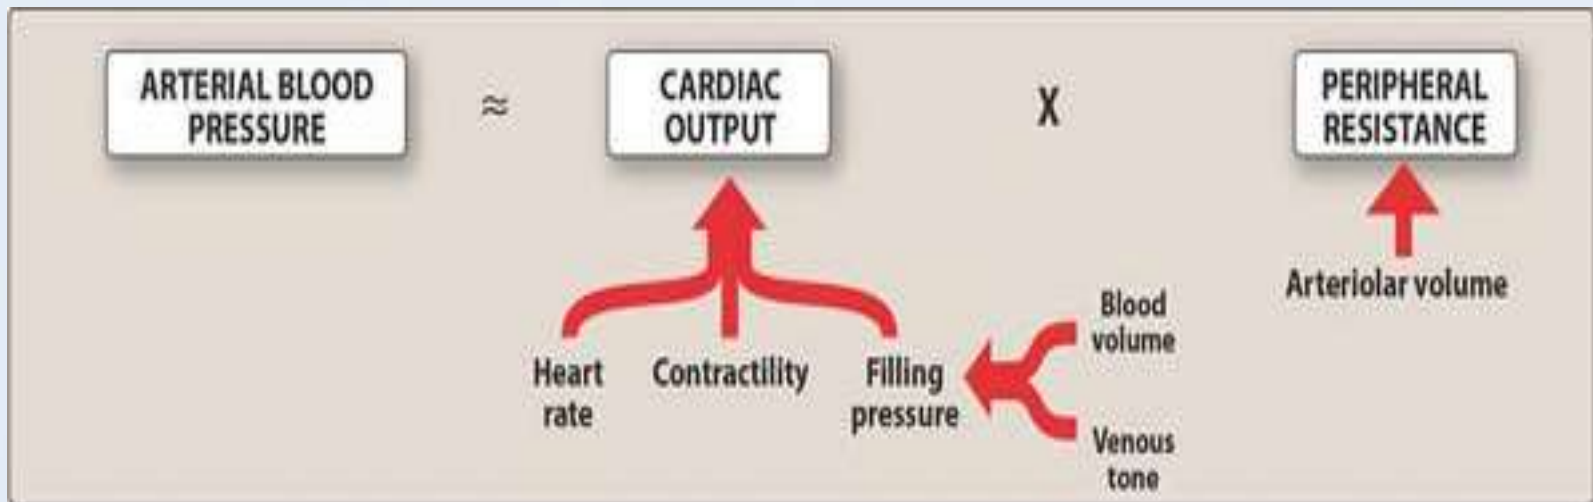 ARTERIAL BLOOD
PRESSURE
≈
CARDIAC
OUTPUT
X
PERIPHERAL
RESISTANCE
Arteriolar volume
Blood
volume
Heart
rate
Contractility
Filling
pressure
Venous
tone